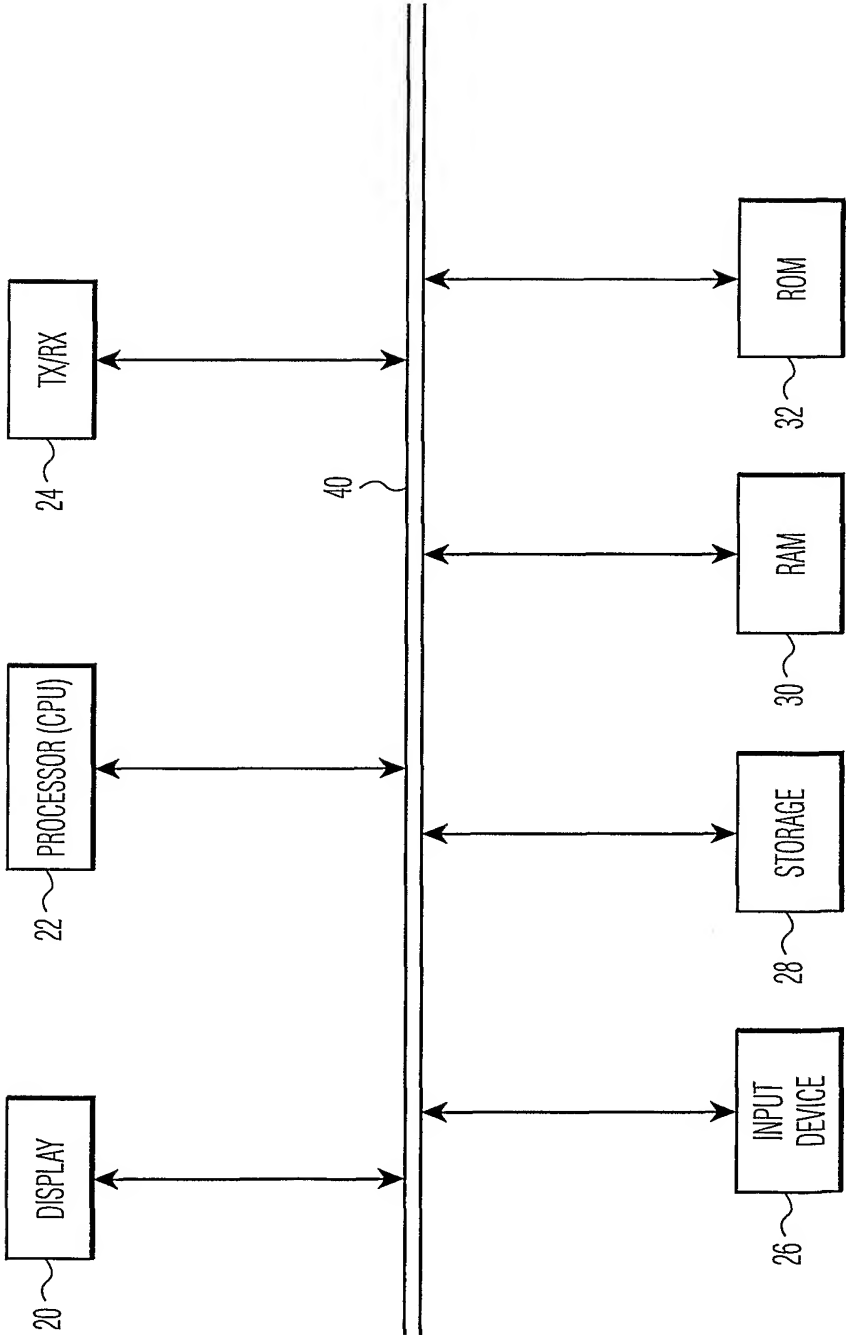 DISPLAY
20
PROCESSOR (CPU)
22
TX/RX
24
40
INPUT
DEVICE
26
STORAGE
28
RAM
30
ROM
32